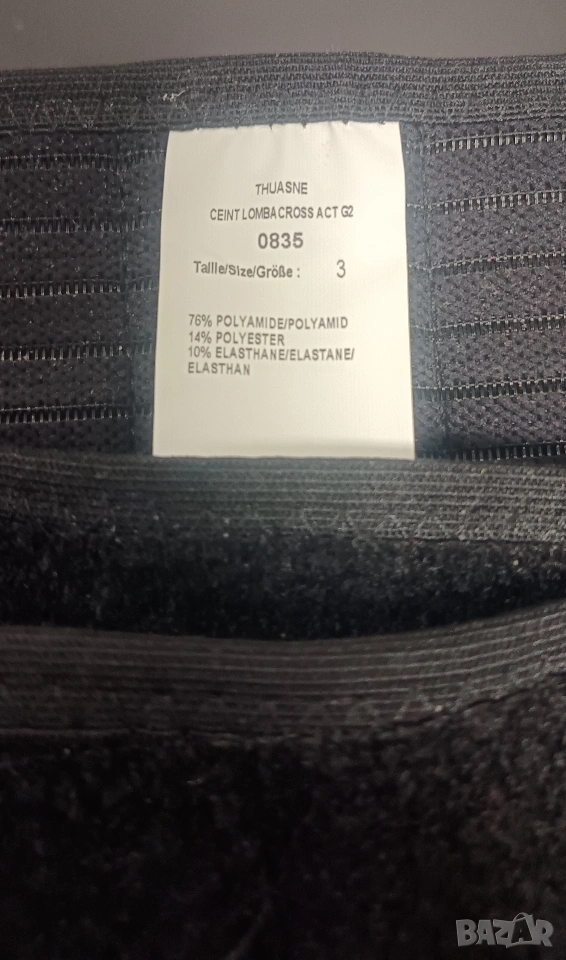 THUASNE
CEINT LOMBACROSS ACT G2
0835
Taille/Size/Größe : 3
76% POLYAMIDE/POLYAMID
14% POLYESTER
10% ELASTHANE/ELASTANE/
ELASTHAN
BAZAR